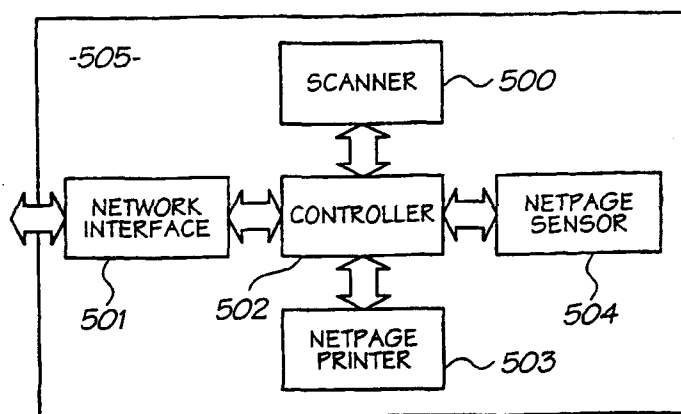 -505-
SCANNER
500
NETWORK
INTERFACE
501
CONTROLLER
502
NETPAGE
SENSOR
504
NETPAGE
PRINTER
503